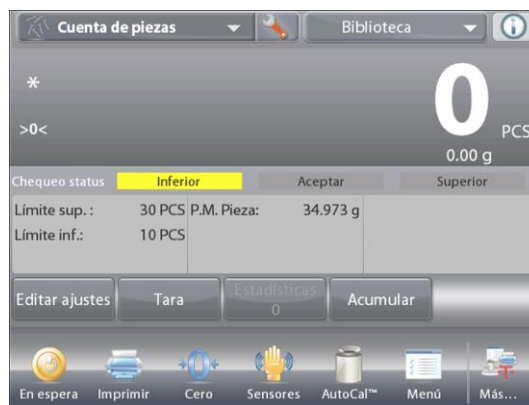 Cuenta de piezas
Biblioteca
*
0
>0<
PCS
0.00 g
Chequeo status Inferior Aceptar Superior
Límite sup. : 30 PCS P.M. Pieza: 34.973 g
Límite inf.: 10 PCS
Editar ajustes Tara Estadísticas Acumular
0
En espera Imprimir Cero Sensores AutoCal™ Menú Más...